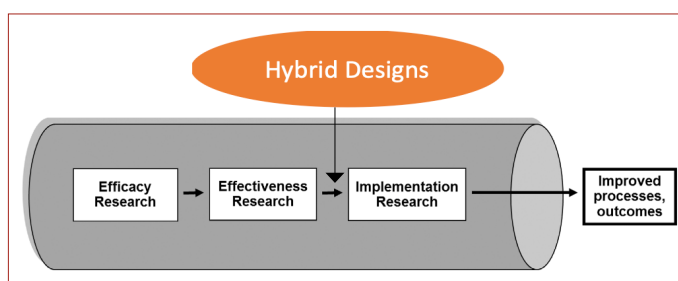 Hybrid Designs
Efficacy
Research
Effectiveness
Research
Implementation
Research
Improved
processes,
outcomes